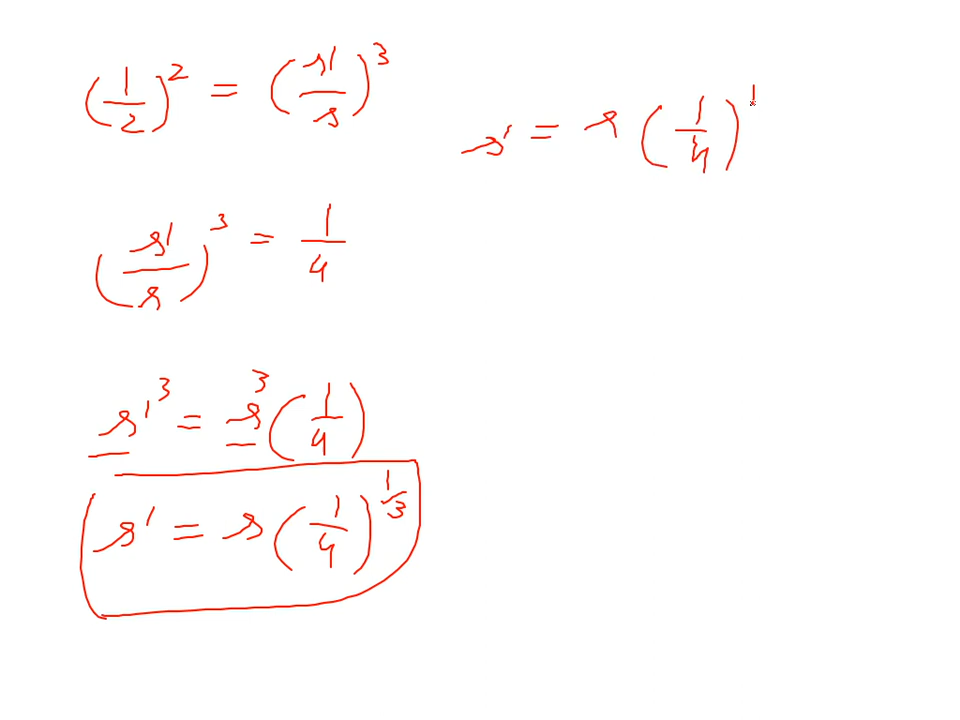 (1/2)^2 = (r'/r)^3
(r'/r)^3 = 1/4
r'^3 = r^3 (1/4)
r' = r (1/4)^1/3
r' = r (1/4)^1